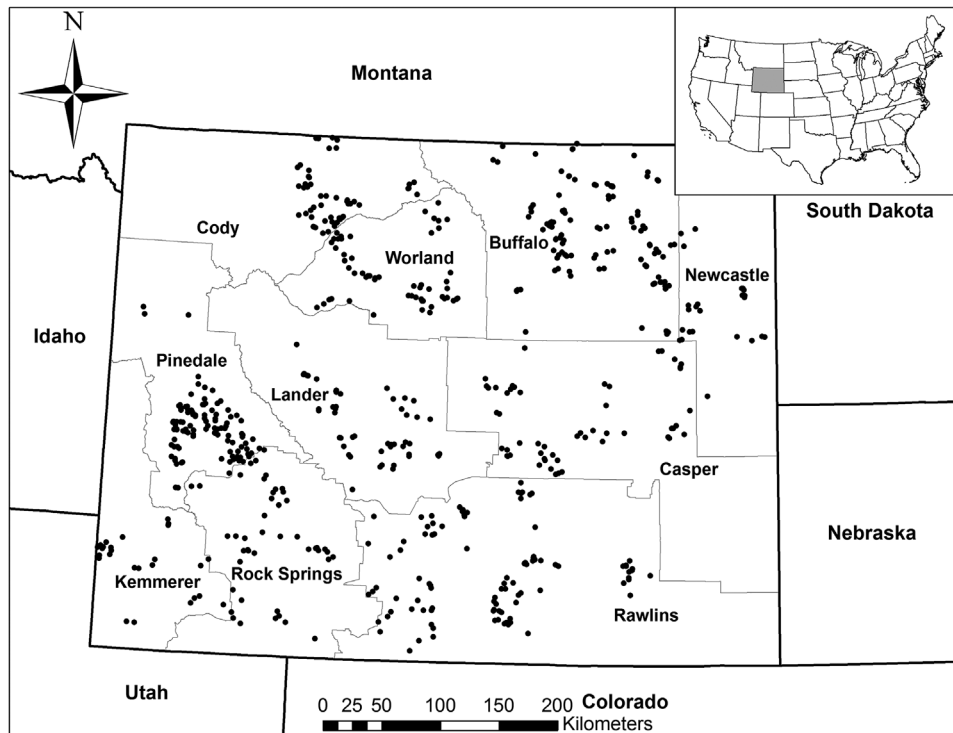 N
Montana
South Dakota
Cody
Worland
Buffalo
Newcastle
Idaho
Pinedale
Lander
Casper
Nebraska
Kemmerer
Rock Springs
Rawlins
Utah
Colorado
0 25 50 100 150 200
Kilometers